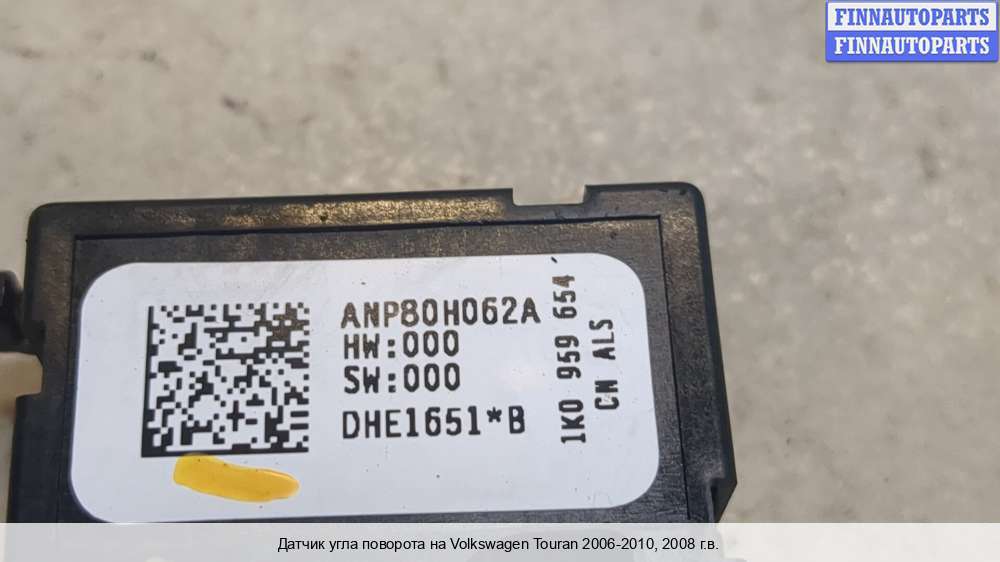 FINNAUTOPARTS
FINNAUTOPARTS
ANP80H062A
HW:000
SW:000
DHE1651*B
1K0 959 654
CN ALS
Датчик угла поворота на Volkswagen Touran 2006-2010, 2008 г.в.